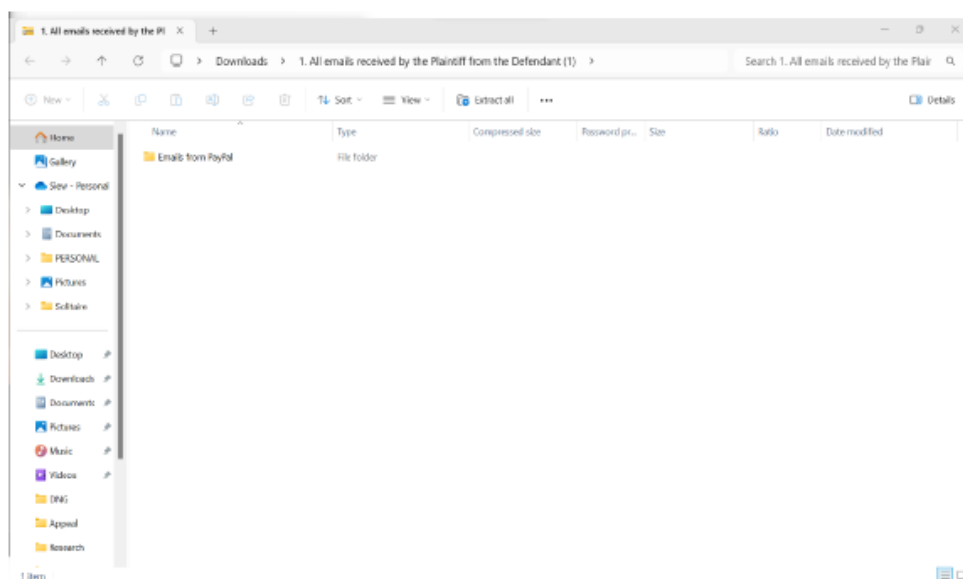 1. All emails received by the Pl
Downloads > 1. All emails received by the Plaintiff from the Defendant (1) >
Search 1. All emails received by the Plair
New
Sort
View
Extract all
Details
Name
Type
Compressed size
Password pr...
Size
Ratio
Date modified
Emails from PayPal
File folder
Home
Gallery
Siew - Personal
Desktop
Documents
PERSONAL
Pictures
Solitaire
Desktop
Downloads
Documents
Pictures
Music
Videos
DNG
Appeal
Research
1 item